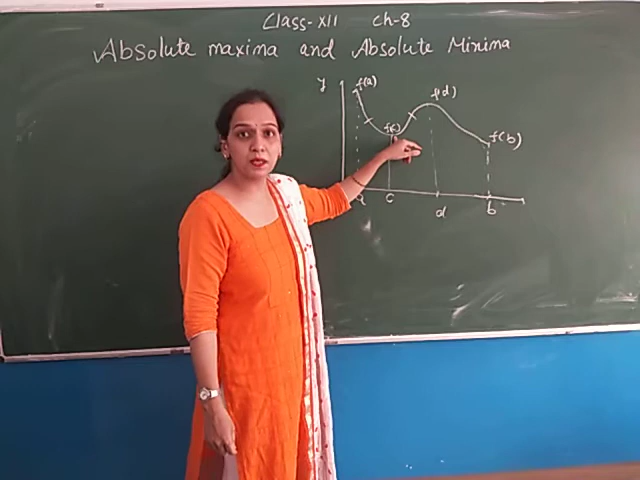 Class-XII Ch-8
Absolute maxima and Absolute Minima
y f(a) f(d)
f(c) f(b)
a c d b